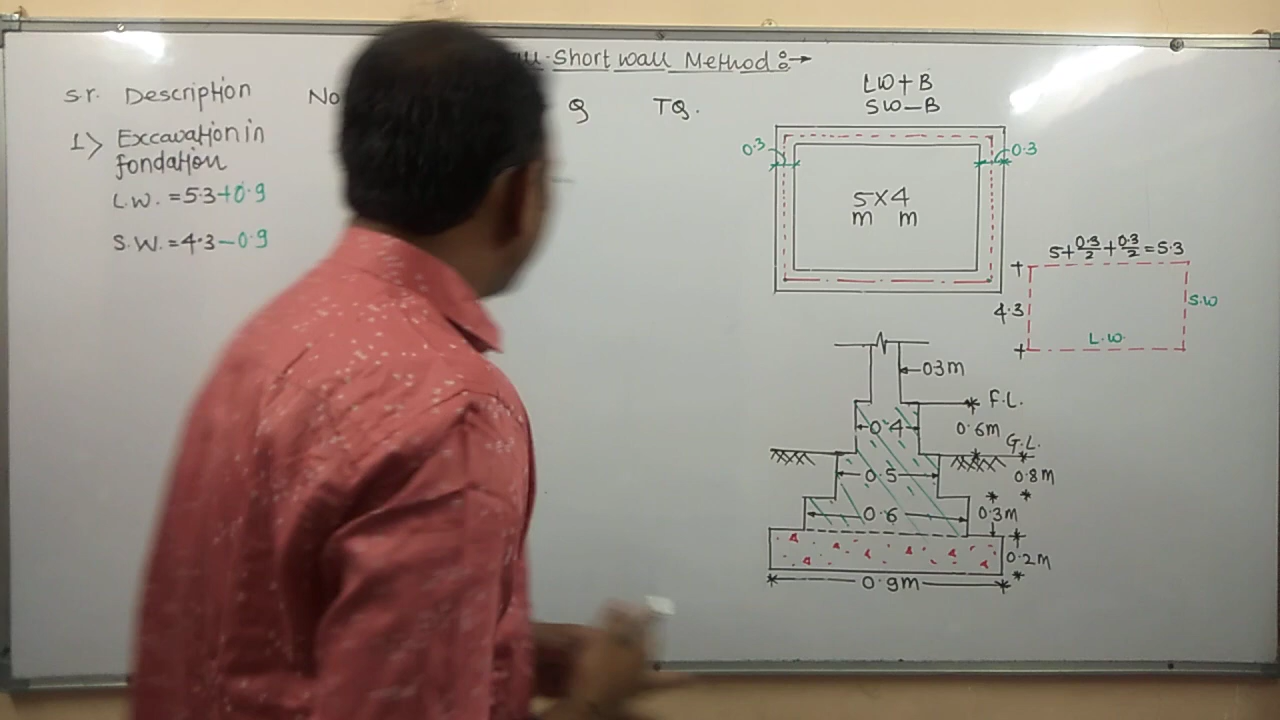 Short wall Method :→
Sr. Description No Q TQ.
1> Excavation in
fondation
L.W. = 5.3+0.9
S.W. = 4.3-0.9
LW+B
SW-B
0.3
0.3
5x4
m m
5+0.3/2+0.3/2=5.3
4.3
S.W
L.W.
0.3m
F.L.
0.4
0.6m
G.L.
0.5
0.8m
0.6
0.3m
0.2m
0.9m